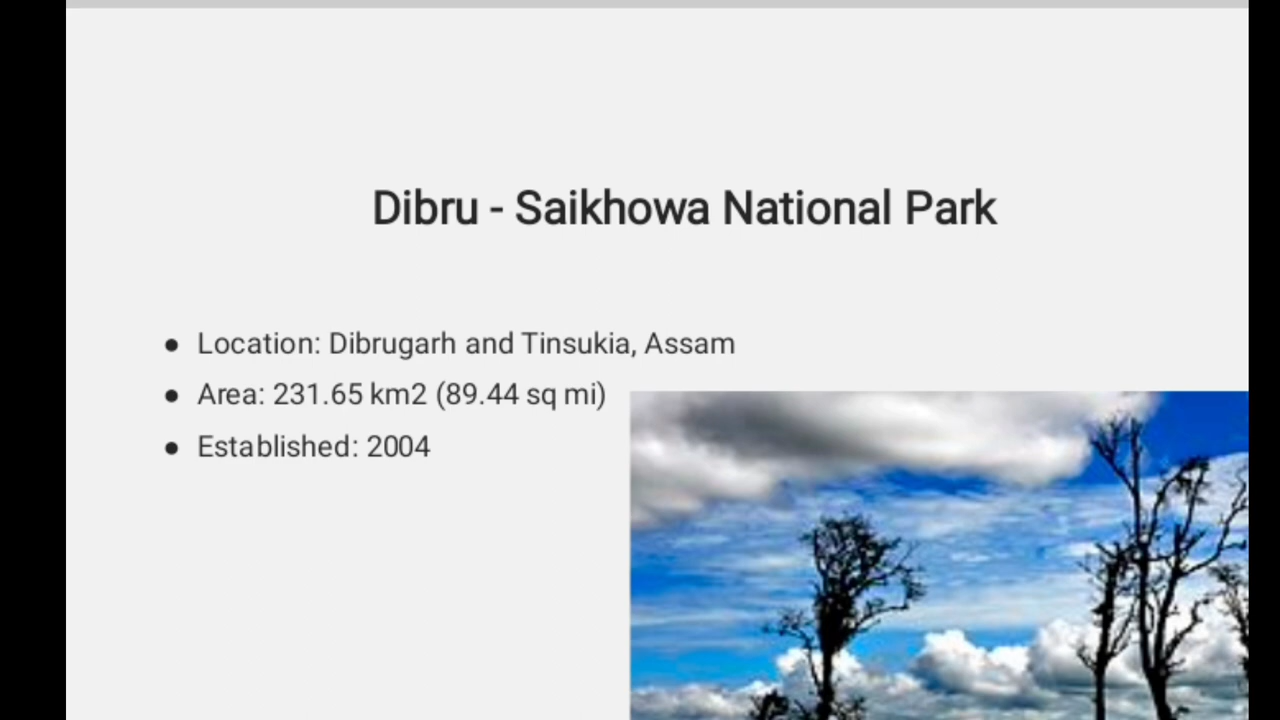 Dibru - Saikhowa National Park
● Location: Dibrugarh and Tinsukia, Assam
● Area: 231.65 km2 (89.44 sq mi)
● Established: 2004